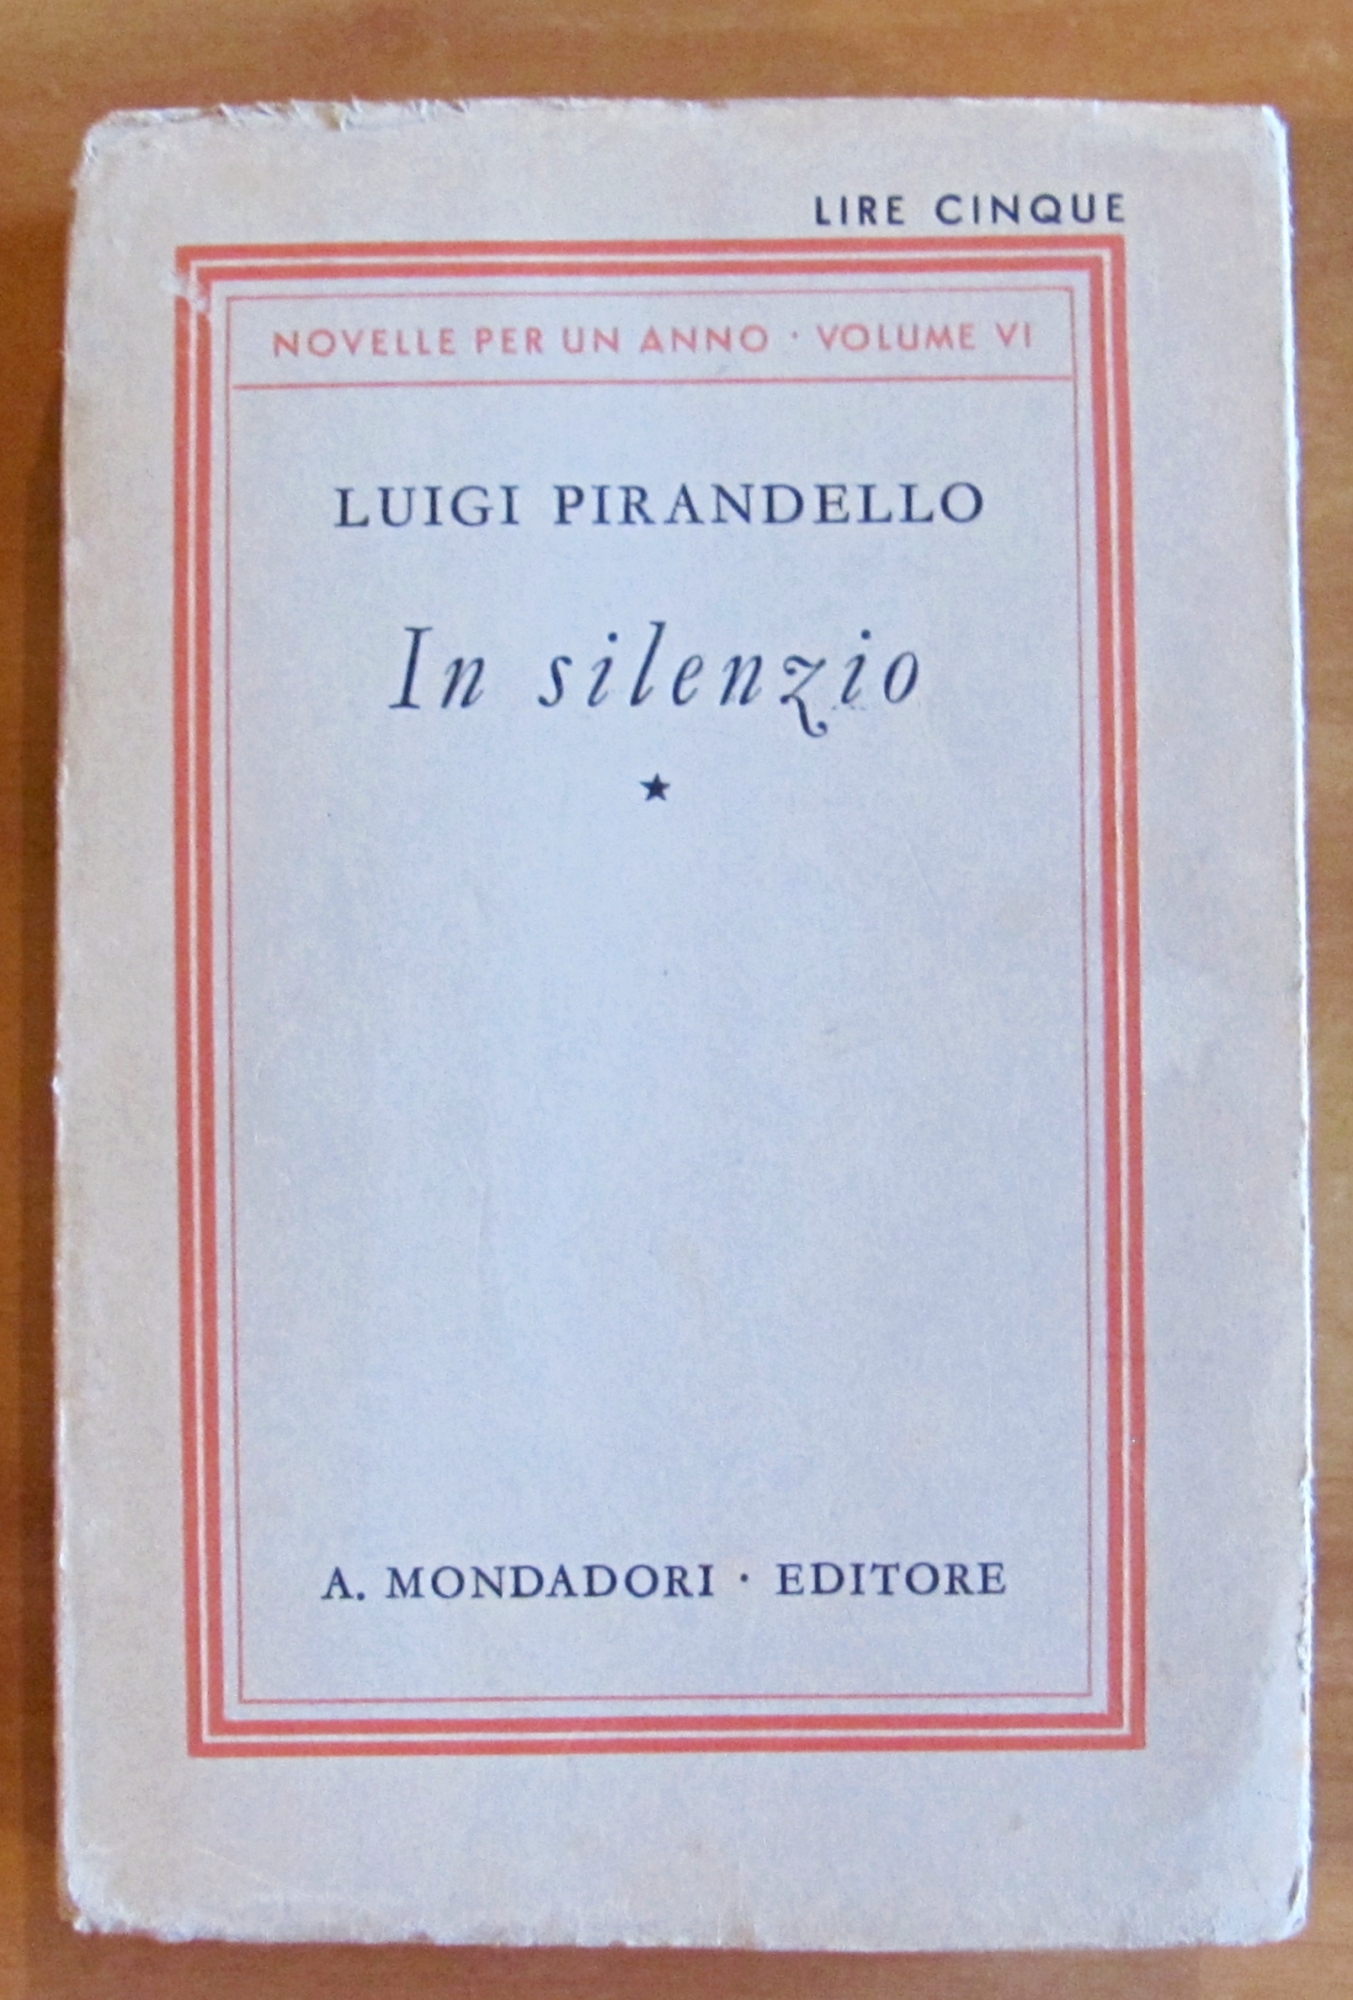 LIRE CINQUE
NOVELLE PER UN ANNO · VOLUME VI
LUIGI PIRANDELLO
In silenzio
★
A. MONDADORI · EDITORE